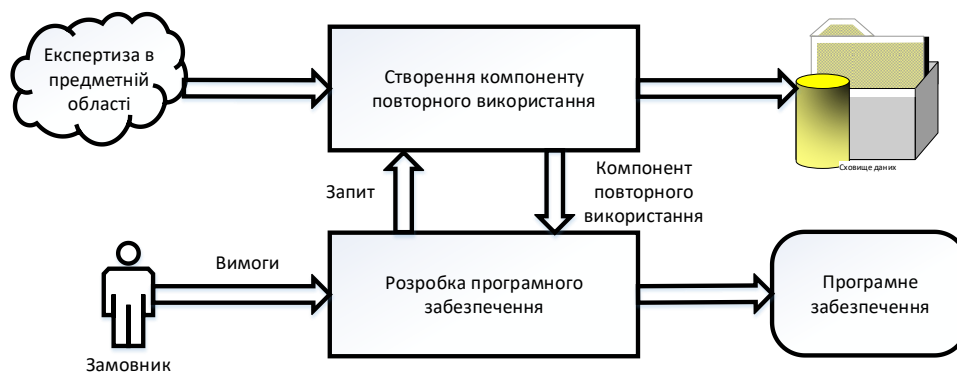 Експертиза в
предметній
області
Створення компоненту
повторного використання
Сховище даних
Запит
Компонент
повторного
використання
Вимоги
Замовник
Розробка програмного
забезпечення
Програмне
забезпечення